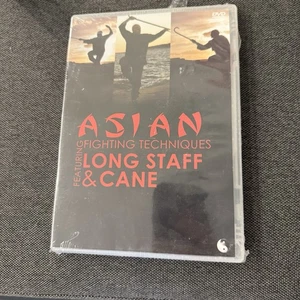 ASIAN
FEATURING
FIGHTING TECHNIQUES
LONG STAFF
& CANE